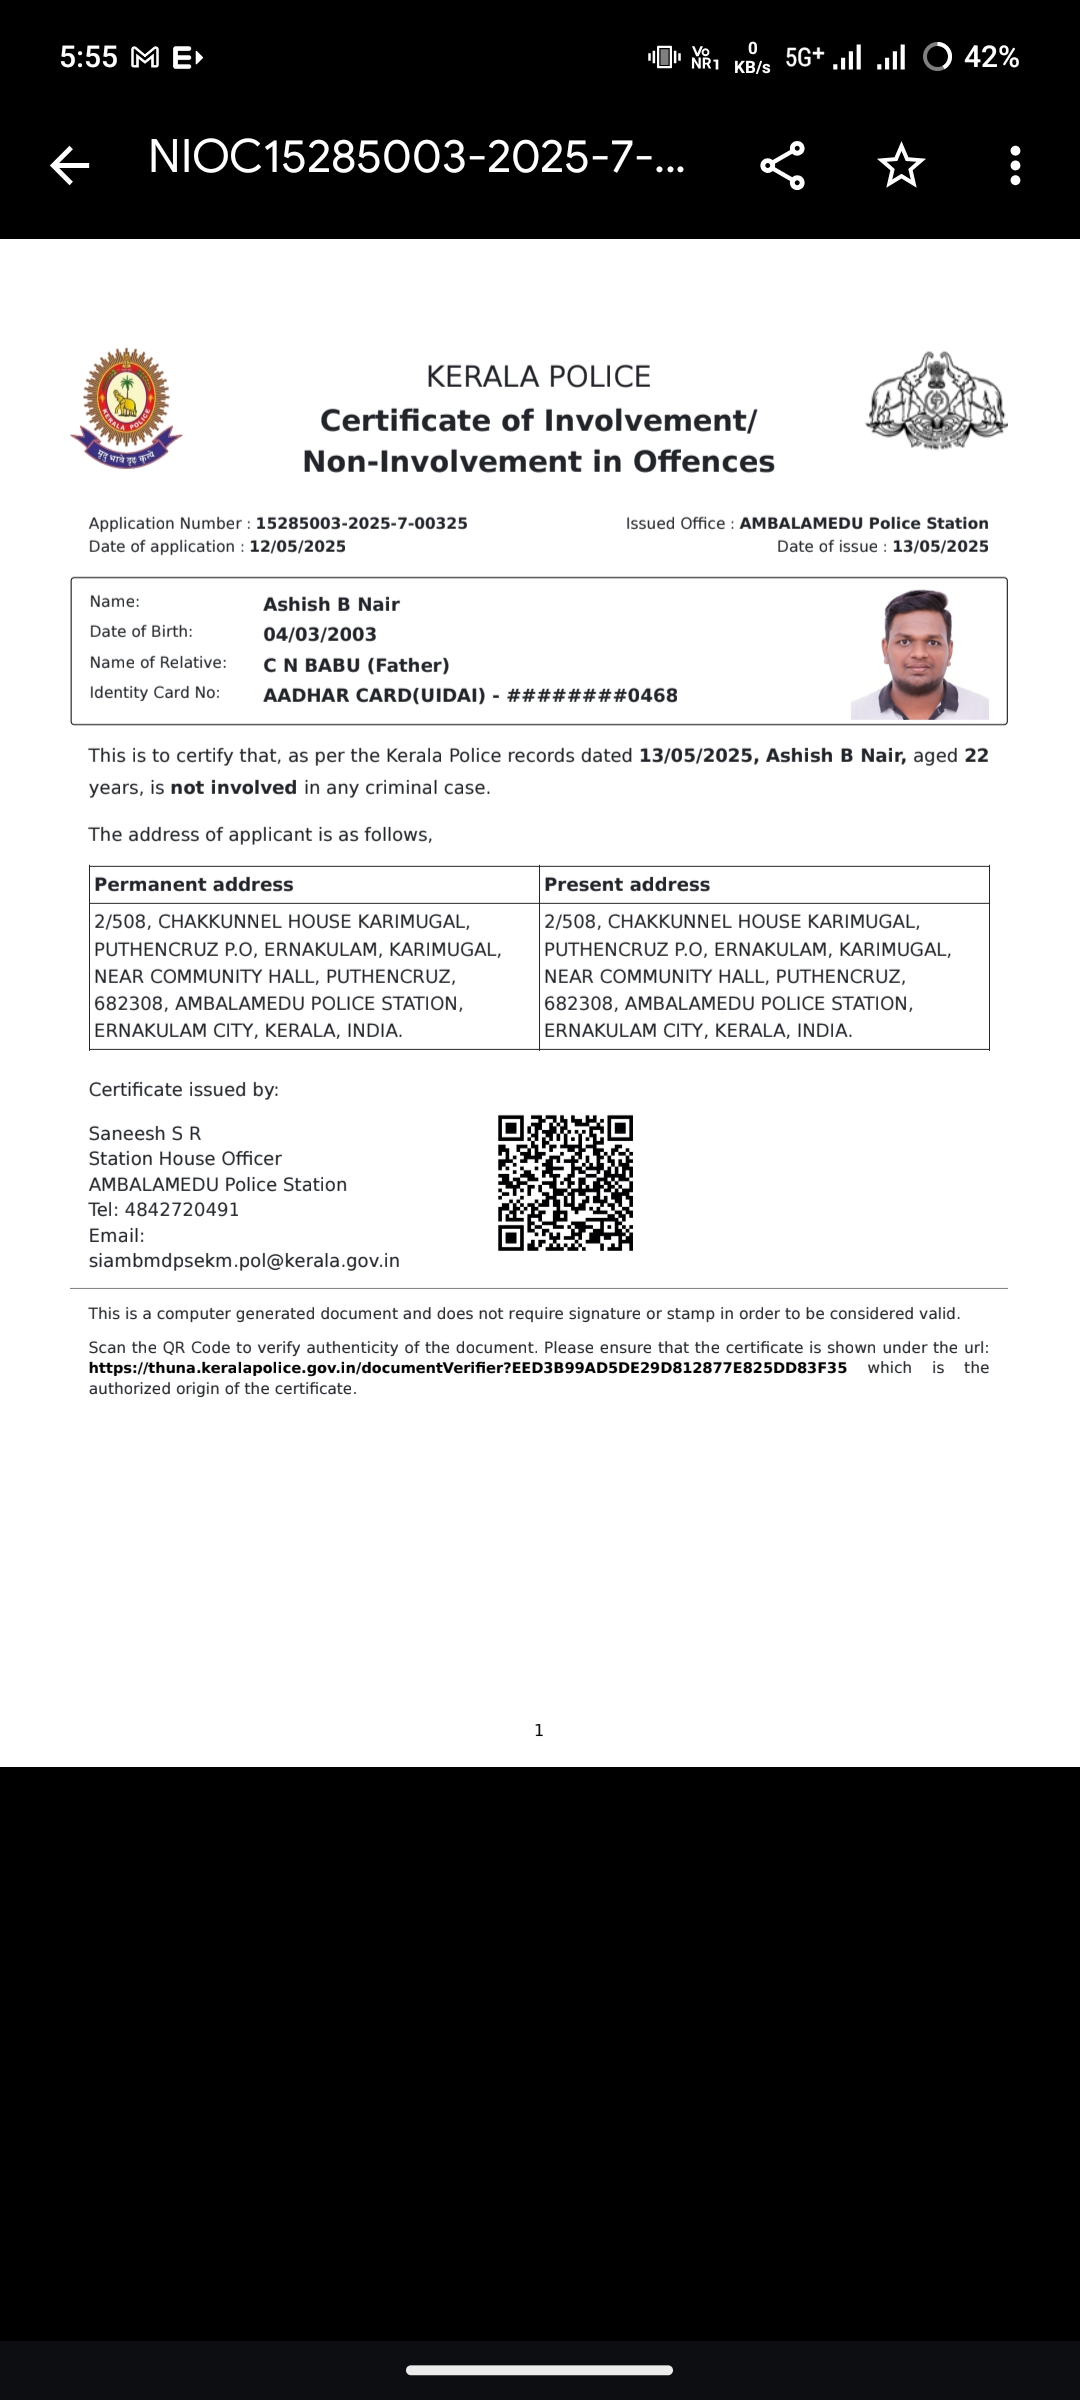 5:55
Vo NR1
0 KB/s
5G+
42%
NIOC15285003-2025-7-...
KERALA POLICE
KERALA POLICE
Certificate of Involvement/
Non-Involvement in Offences
मृदु भावे दृढ़ कृत्ये
Application Number : 15285003-2025-7-00325
Issued Office : AMBALAMEDU Police Station
Date of application : 12/05/2025
Date of issue : 13/05/2025
Name: Ashish B Nair
Date of Birth: 04/03/2003
Name of Relative: C N BABU (Father)
Identity Card No: AADHAR CARD(UIDAI) - ########0468
This is to certify that, as per the Kerala Police records dated 13/05/2025, Ashish B Nair, aged 22
years, is not involved in any criminal case.
The address of applicant is as follows,
Permanent address
Present address
2/508, CHAKKUNNEL HOUSE KARIMUGAL,
PUTHENCRUZ P.O, ERNAKULAM, KARIMUGAL,
NEAR COMMUNITY HALL, PUTHENCRUZ,
682308, AMBALAMEDU POLICE STATION,
ERNAKULAM CITY, KERALA, INDIA.
2/508, CHAKKUNNEL HOUSE KARIMUGAL,
PUTHENCRUZ P.O, ERNAKULAM, KARIMUGAL,
NEAR COMMUNITY HALL, PUTHENCRUZ,
682308, AMBALAMEDU POLICE STATION,
ERNAKULAM CITY, KERALA, INDIA.
Certificate issued by:
Saneesh S R
Station House Officer
AMBALAMEDU Police Station
Tel: 4842720491
Email:
siambmdpsekm.pol@kerala.gov.in
This is a computer generated document and does not require signature or stamp in order to be considered valid.
Scan the QR Code to verify authenticity of the document. Please ensure that the certificate is shown under the url:
https://thuna.keralapolice.gov.in/documentVerifier?EED3B99AD5DE29D812877E825DD83F35 which is the
authorized origin of the certificate.
1